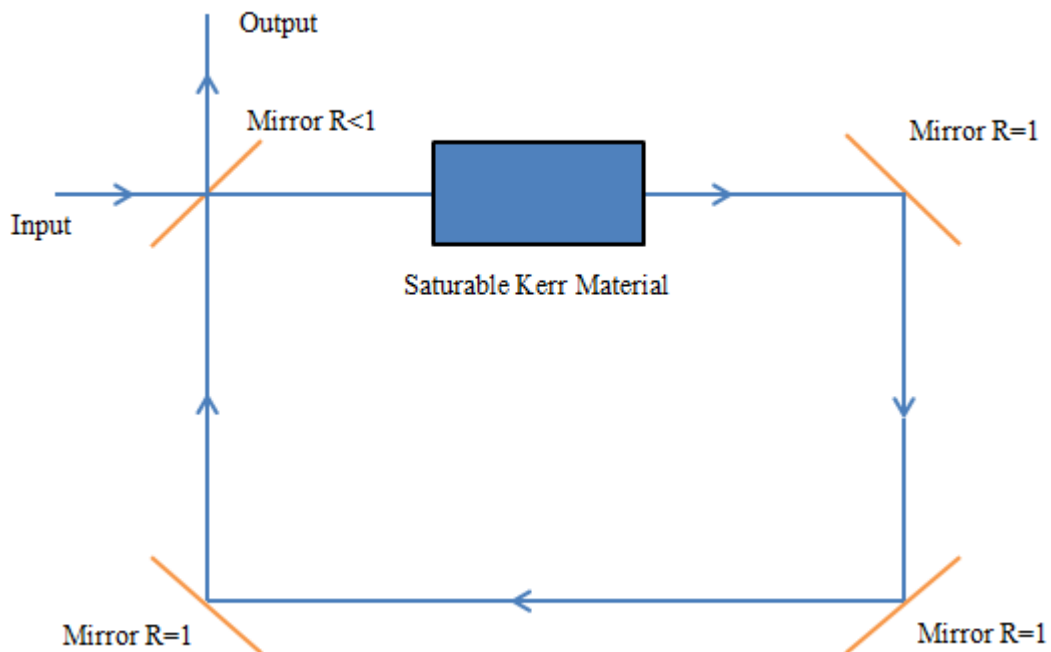 Output
Mirror R<1
Mirror R=1
Input
Saturable Kerr Material
Mirror R=1
Mirror R=1